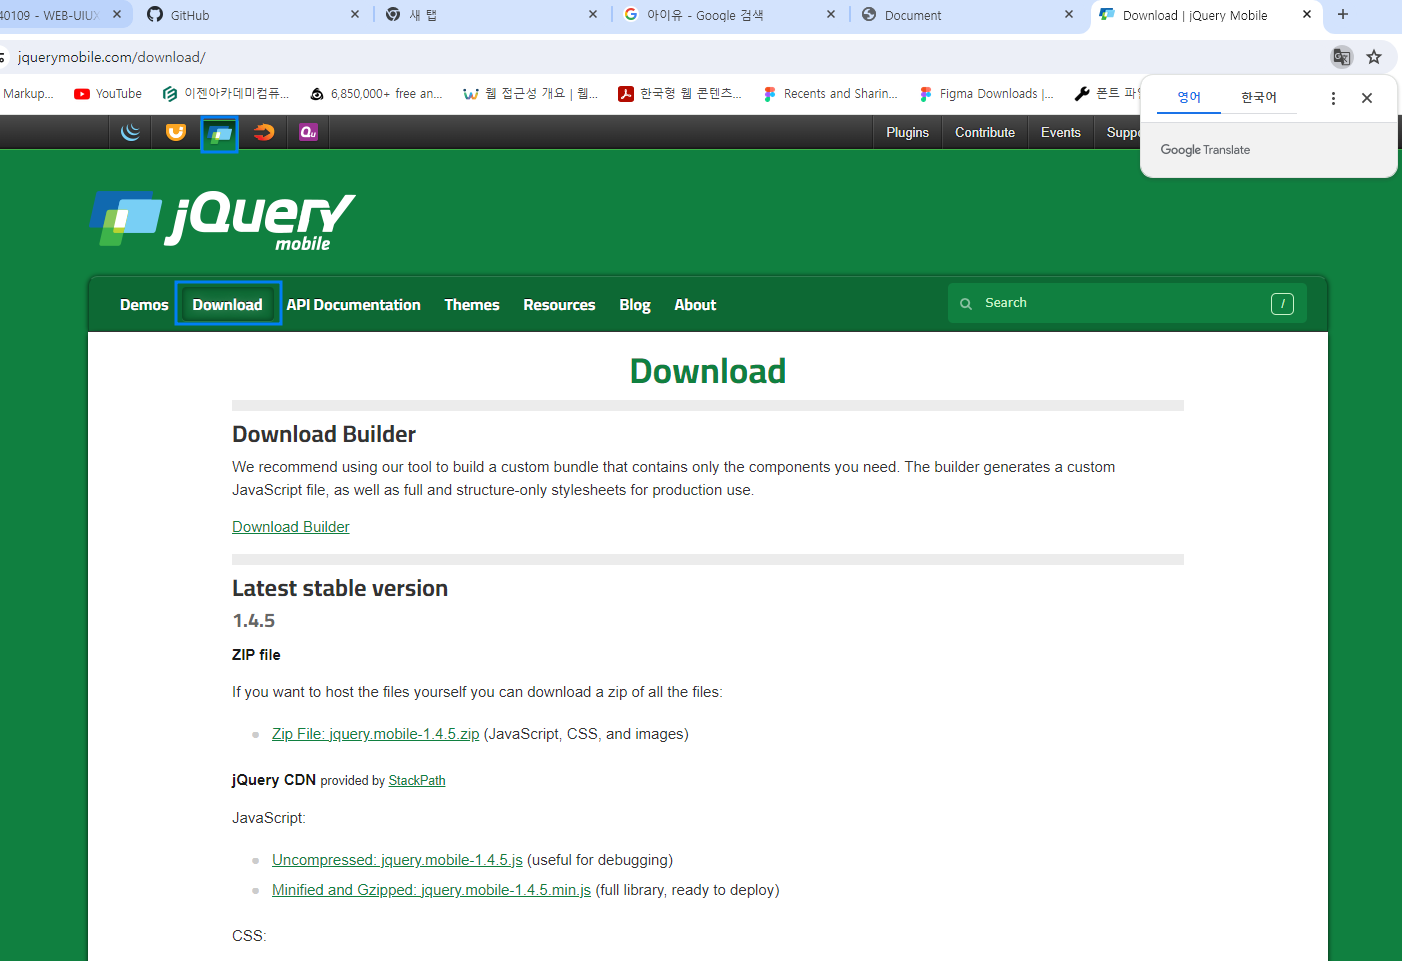 40109 - WEB-UIUX
GitHub
새 탭
아이유 - Google 검색
Document
Download | jQuery Mobile
jquerymobile.com/download/
Markup...
YouTube
이젠아카데미컴퓨...
6,850,000+ free an...
웹 접근성 개요 | 웹...
한국형 웹 콘텐츠...
Recents and Sharin...
Figma Downloads |...
폰트 파일
영어
한국어
Google Translate
Plugins
Contribute
Events
Suppo
jQuery
mobile
Demos
Download
API Documentation
Themes
Resources
Blog
About
Search
/
Download
Download Builder
We recommend using our tool to build a custom bundle that contains only the components you need. The builder generates a custom
JavaScript file, as well as full and structure-only stylesheets for production use.
Download Builder
Latest stable version
1.4.5
ZIP file
If you want to host the files yourself you can download a zip of all the files:
Zip File: jquery.mobile-1.4.5.zip (JavaScript, CSS, and images)
jQuery CDN provided by StackPath
JavaScript:
Uncompressed: jquery.mobile-1.4.5.js (useful for debugging)
Minified and Gzipped: jquery.mobile-1.4.5.min.js (full library, ready to deploy)
CSS: